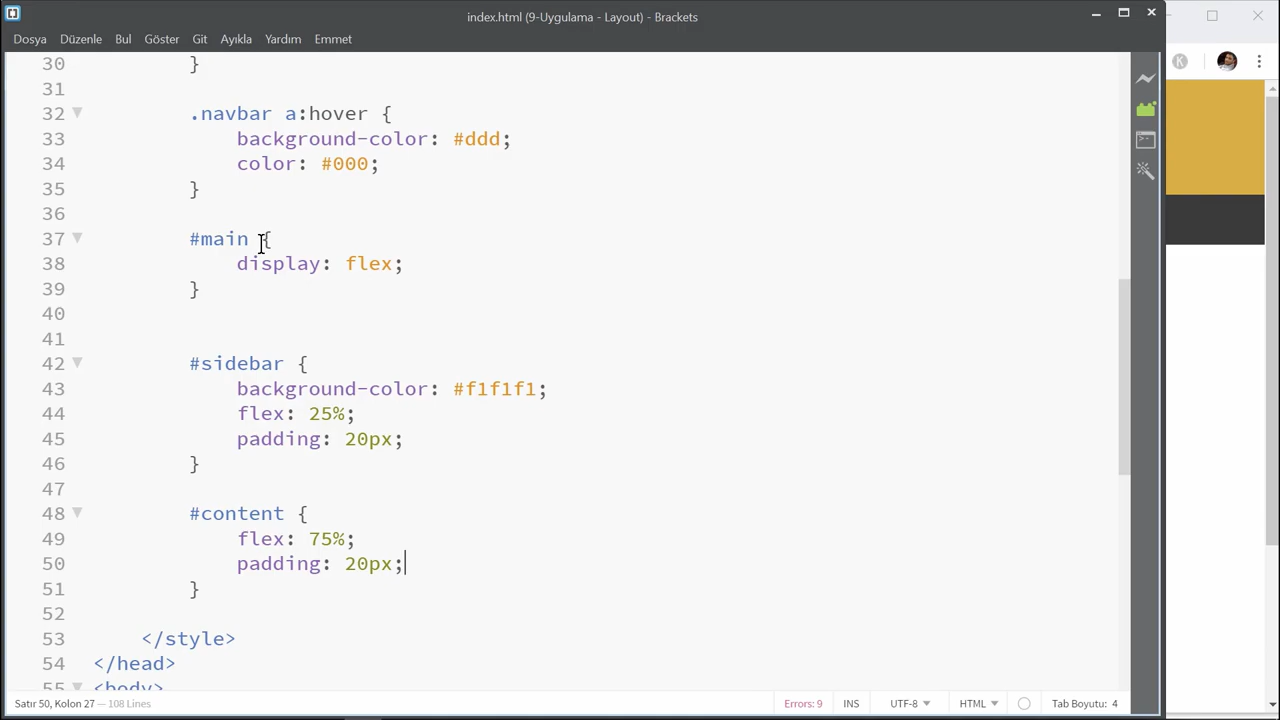 index.html (9-Uygulama - Layout) - Brackets
Dosya Düzenle Bul Göster Git Ayıkla Yardım Emmet
30 }
31
32 .navbar a:hover {
33 background-color: #ddd;
34 color: #000;
35 }
36
37 #main {
38 display: flex;
39 }
40
41
42 #sidebar {
43 background-color: #f1f1f1;
44 flex: 25%;
45 padding: 20px;
46 }
47
48 #content {
49 flex: 75%;
50 padding: 20px;
51 }
52
53 </style>
54 </head>
55 <body>
Satır 50, Kolon 27 — 108 Lines Errors: 9 INS UTF-8 HTML Tab Boyutu: 4
K